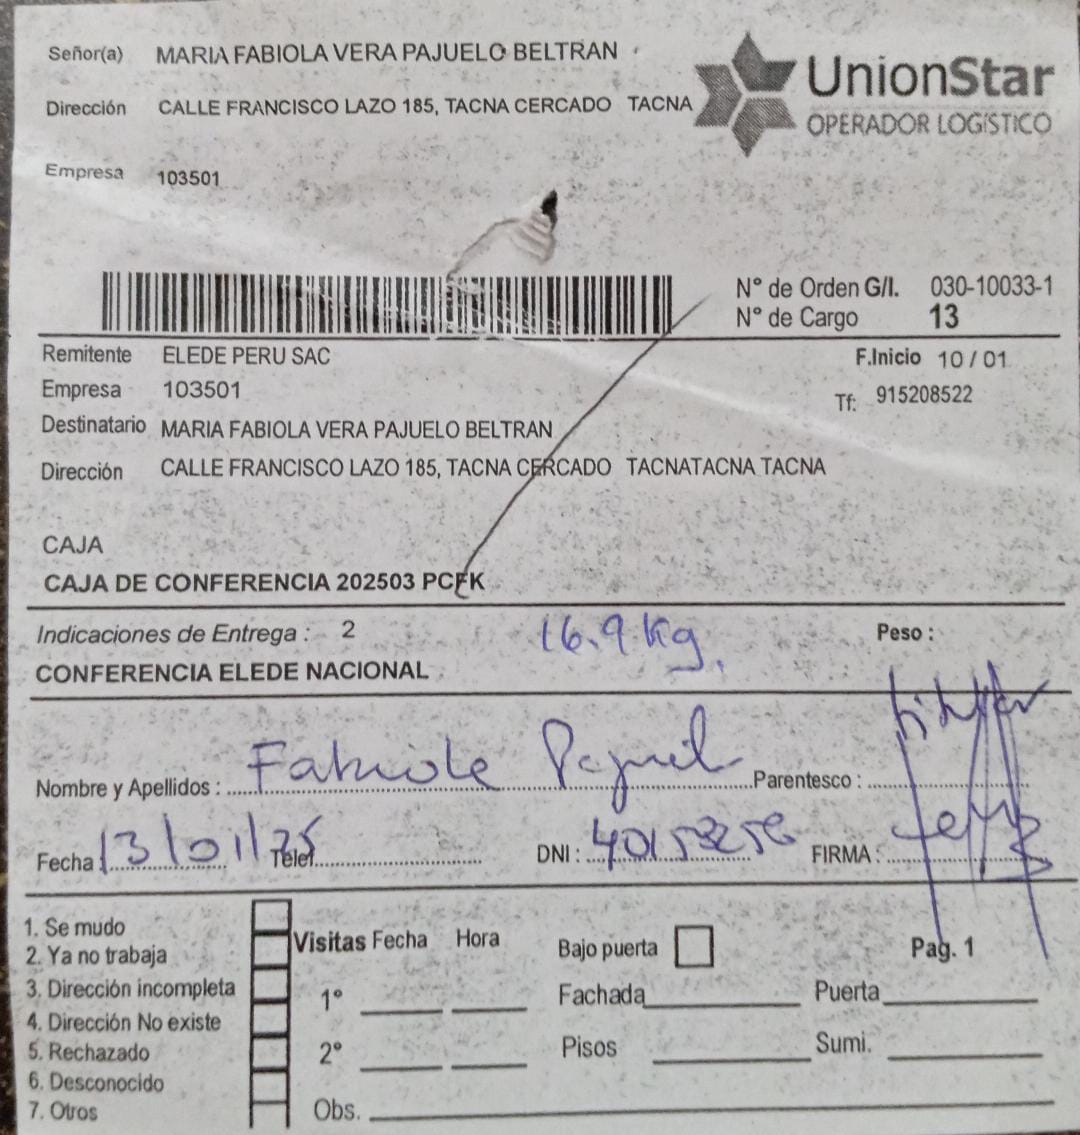 Señor(a) MARIA FABIOLA VERA PAJUELO BELTRAN
UnionStar
OPERADOR LOGÍSTICO
Dirección CALLE FRANCISCO LAZO 185, TACNA CERCADO TACNA
Empresa 103501
N° de Orden G/I. 030-10033-1
N° de Cargo 13
Remitente ELEDE PERU SAC
F.Inicio 10 / 01
Empresa 103501
Tf: 915208522
Destinatario MARIA FABIOLA VERA PAJUELO BELTRAN
Dirección CALLE FRANCISCO LAZO 185, TACNA CERCADO TACNATACNA TACNA
CAJA
CAJA DE CONFERENCIA 202503 PCFK
Indicaciones de Entrega : 2 16.9 Kg. Peso :
CONFERENCIA ELEDE NACIONAL
Nombre y Apellidos : Fabiola Pajuel Parentesco : titular
Fecha : 13/01/25 Telef. DNI : 40153256 FIRMA :
1. Se mudo
2. Ya no trabaja
3. Dirección incompleta
4. Dirección No existe
5. Rechazado
6. Desconocido
7. Otros
Visitas Fecha Hora
1°
2°
Obs.
Bajo puerta Pag. 1
Fachada Puerta
Pisos Sumi.